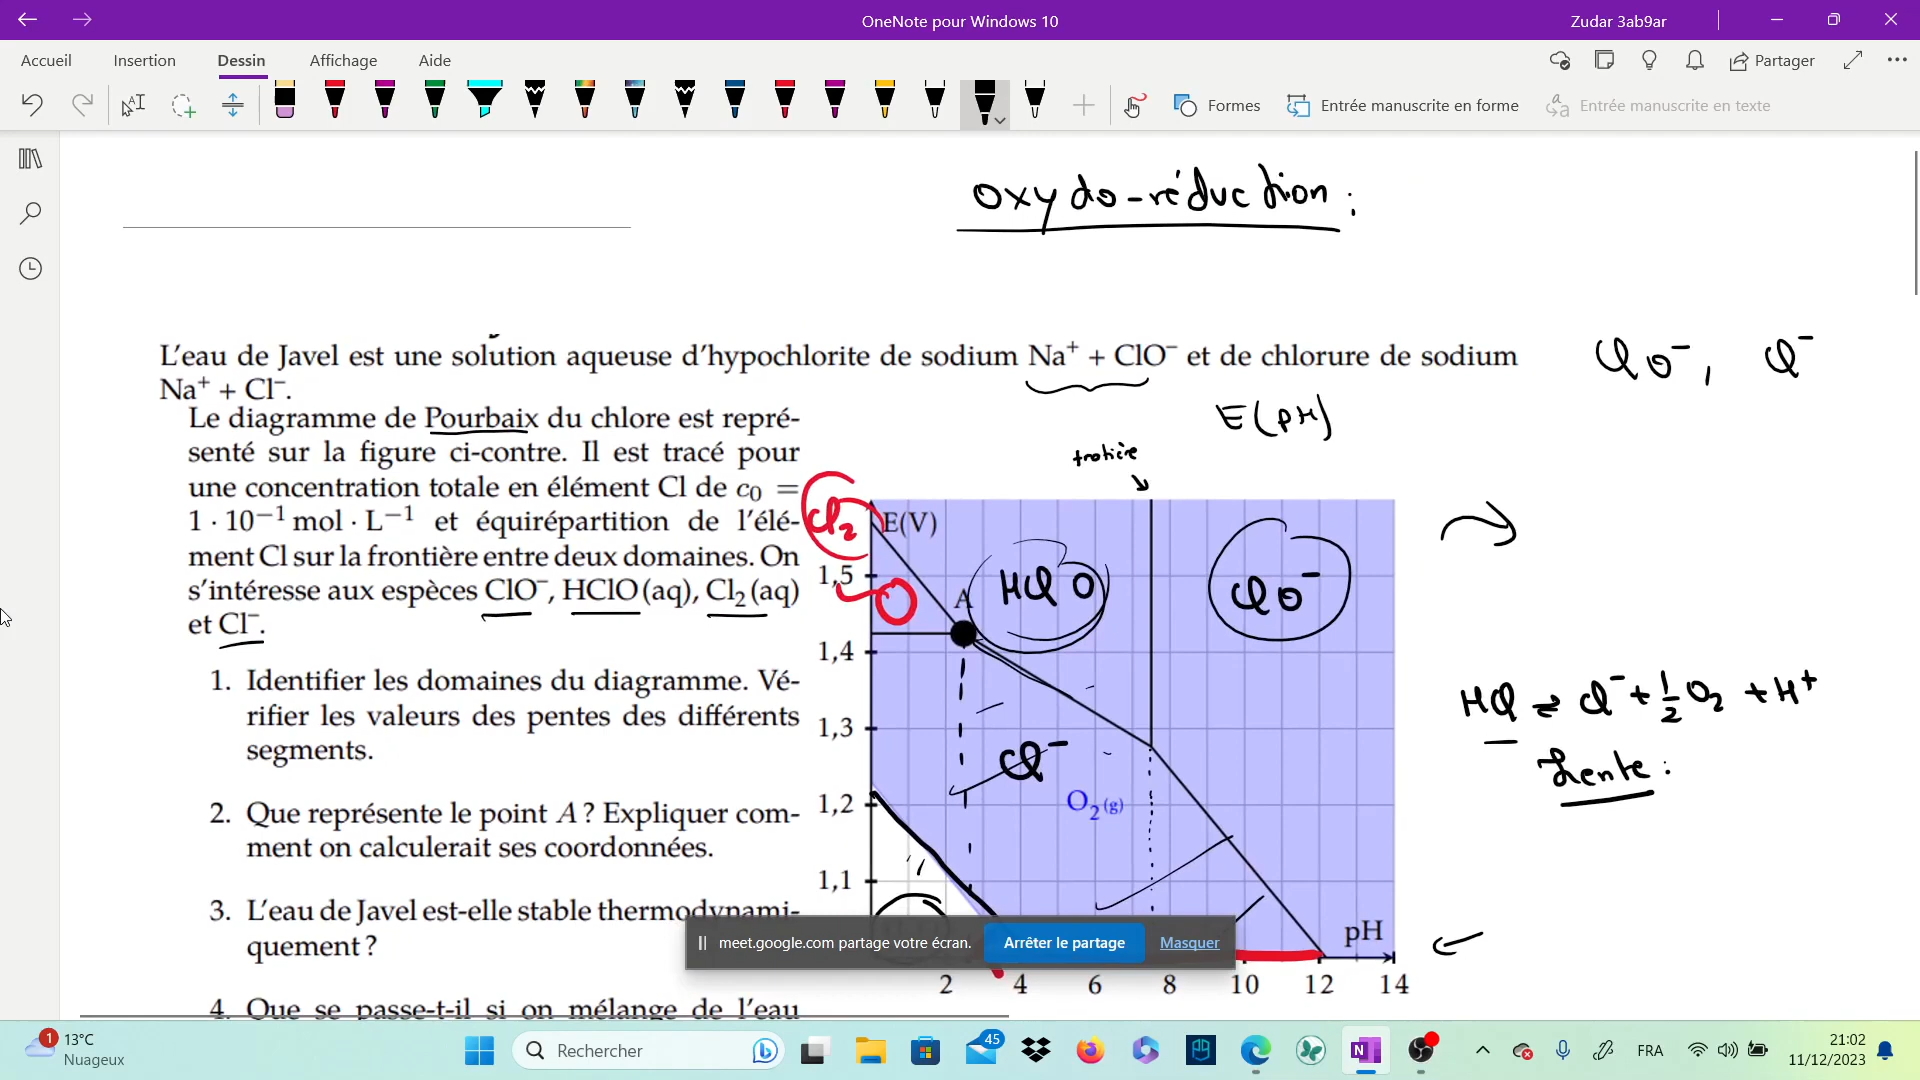 OneNote pour Windows 10
Zudar 3ab9ar
Accueil Insertion Dessin Affichage Aide
Partager
Formes
Entrée manuscrite en forme
Entrée manuscrite en texte
oxydo-réduction :
L'eau de Javel est une solution aqueuse d'hypochlorite de sodium Na⁺ + ClO⁻ et de chlorure de sodium
Na⁺ + Cl⁻.
ClO⁻, Cl⁻
Le diagramme de Pourbaix du chlore est repré-
senté sur la figure ci-contre. Il est tracé pour
une concentration totale en élément Cl de c₀ =
1 · 10⁻¹ mol · L⁻¹ et équirépartition de l'élé-
ment Cl sur la frontière entre deux domaines. On
s'intéresse aux espèces ClO⁻, HClO (aq), Cl₂ (aq)
et Cl⁻.
1. Identifier les domaines du diagramme. Vé-
rifier les valeurs des pentes des différents
segments.
2. Que représente le point A ? Expliquer com-
ment on calculerait ses coordonnées.
3. L'eau de Javel est-elle stable thermodynami-
quement ?
4. Que se passe-t-il si on mélange de l'eau
E(pH)
Cl₂
E(V)
1,5
1,4
1,3
1,2
1,1
A
HClO
ClO⁻
Cl⁻
O₂(g)
pH
2 4 6 8 10 12 14
HCl ⇌ Cl⁻ + 1/2 O₂ + H⁺
Lente :
meet.google.com partage votre écran.
Arrêter le partage
Masquer
1
13°C
Nuageux
Rechercher
45
FRA
21:02
11/12/2023